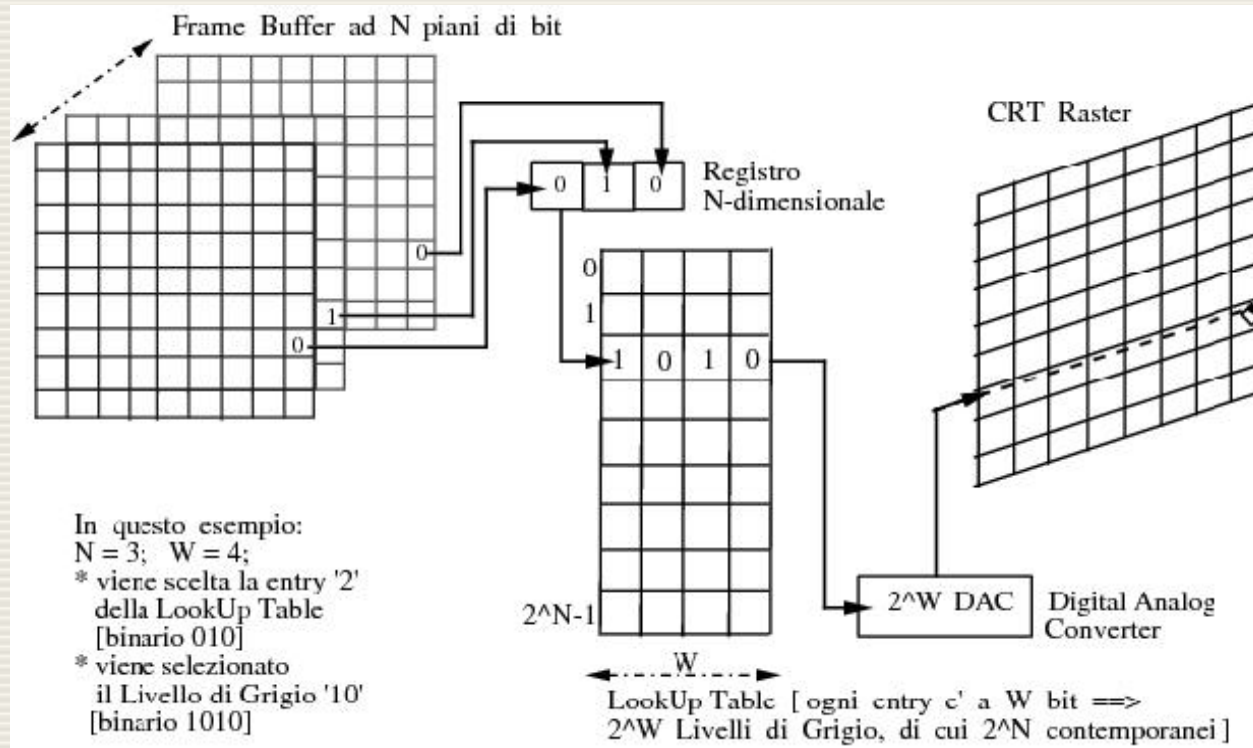 Frame Buffer ad N piani di bit
CRT Raster
0 1 0
Registro
N-dimensionale
0
1
0
0
1
1 0 1 0
2^N-1
W
2^W DAC
Digital Analog
Converter
In questo esempio:
N = 3; W = 4;
* viene scelta la entry '2'
della LookUp Table
[binario 010]
* viene selezionato
il Livello di Grigio '10'
[binario 1010]
LookUp Table [ ogni entry e' a W bit ==>
2^W Livelli di Grigio, di cui 2^N contemporanei ]